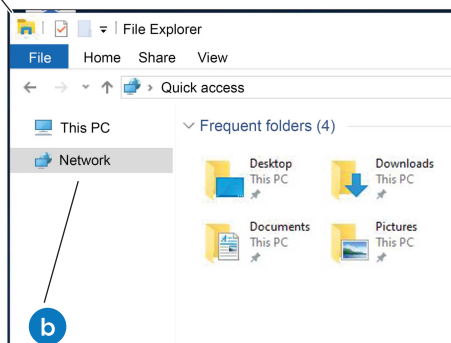 File Explorer
File Home Share View
Quick access
This PC
Network
Frequent folders (4)
Desktop
This PC
Downloads
This PC
Documents
This PC
Pictures
This PC
b